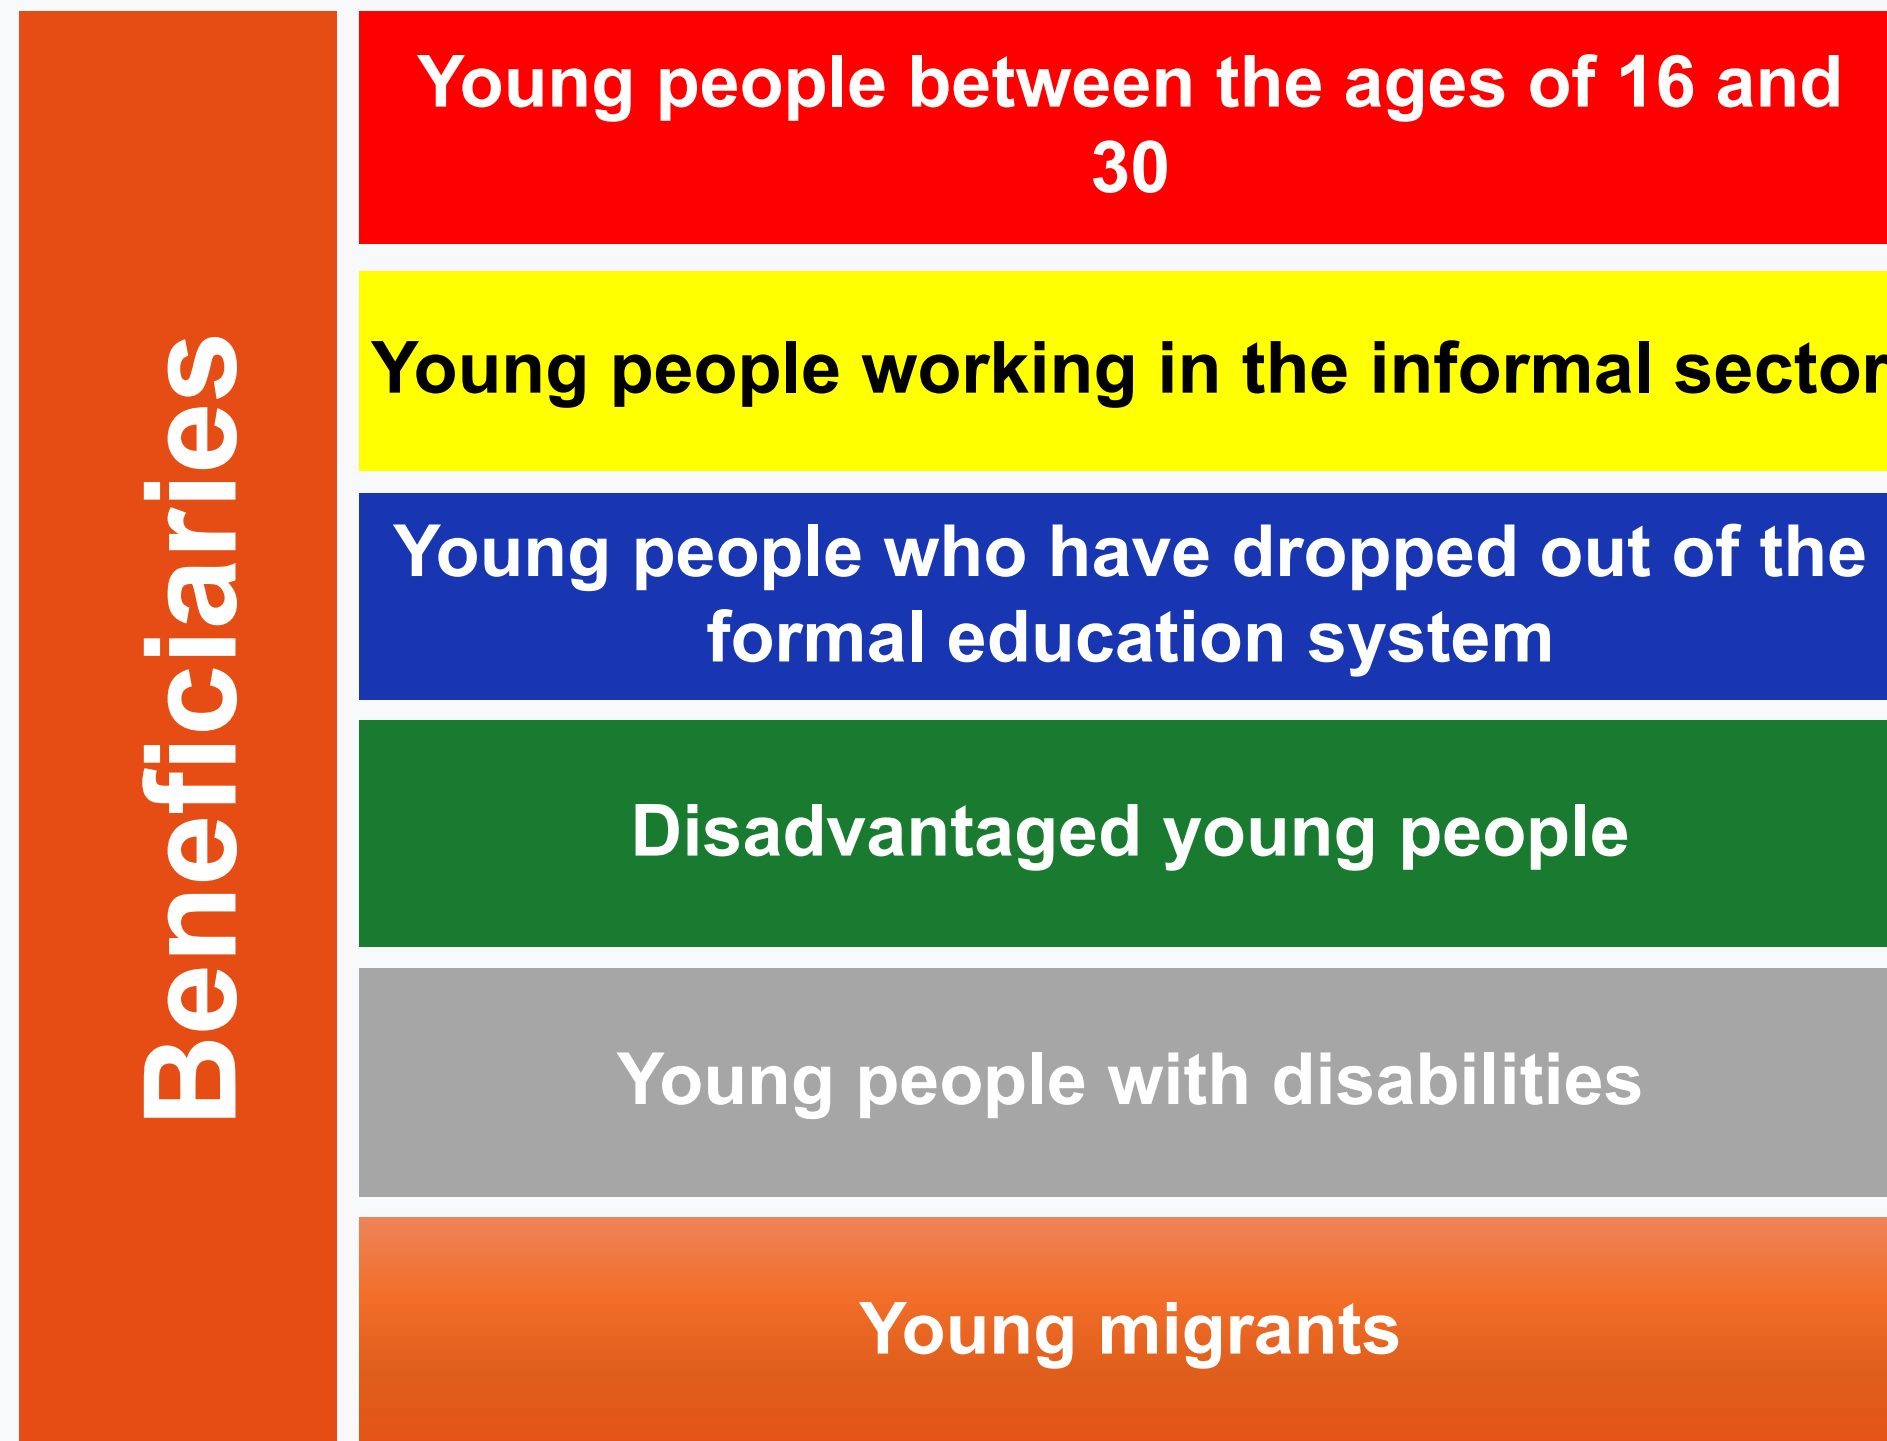 Beneficiaries
Young people between the ages of 16 and
30
Young people working in the informal sector
Young people who have dropped out of the
formal education system
Disadvantaged young people
Young people with disabilities
Young migrants